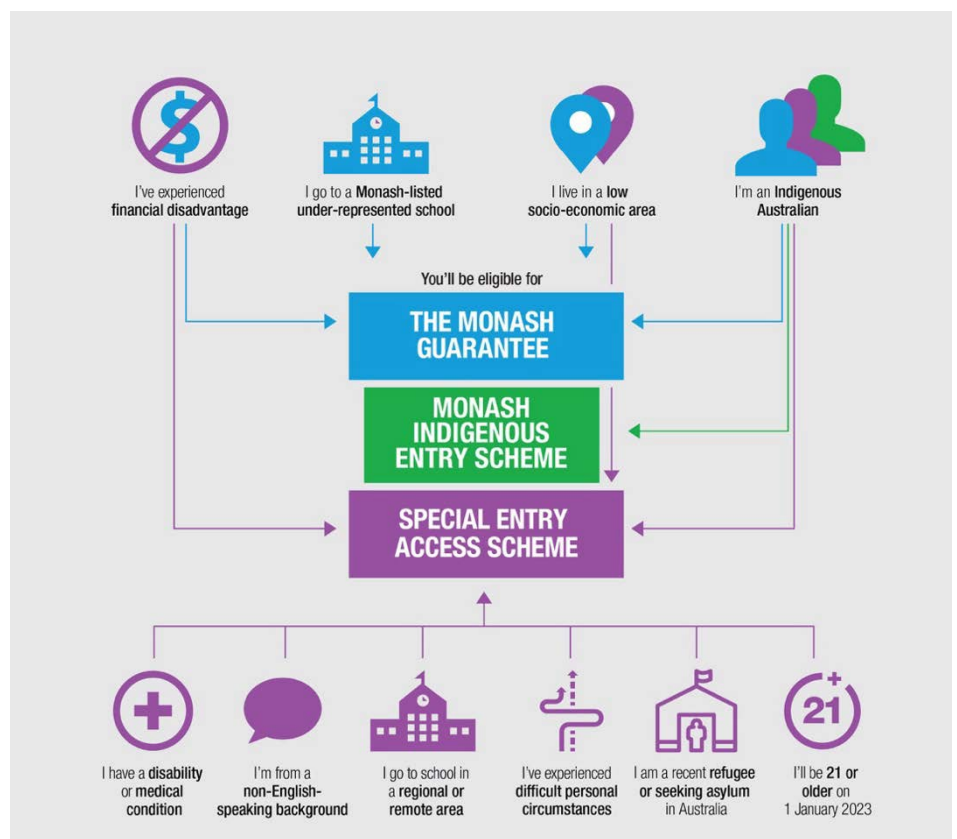 $
I've experienced
financial disadvantage
I go to a Monash-listed
under-represented school
I live in a low
socio-economic area
I'm an Indigenous
Australian
You'll be eligible for
THE MONASH
GUARANTEE
MONASH
INDIGENOUS
ENTRY SCHEME
SPECIAL ENTRY
ACCESS SCHEME
21+
I have a disability
or medical
condition
I'm from a
non-English-
speaking background
I go to school in
a regional or
remote area
I've experienced
difficult personal
circumstances
I am a recent refugee
or seeking asylum
in Australia
I'll be 21 or
older on
1 January 2023